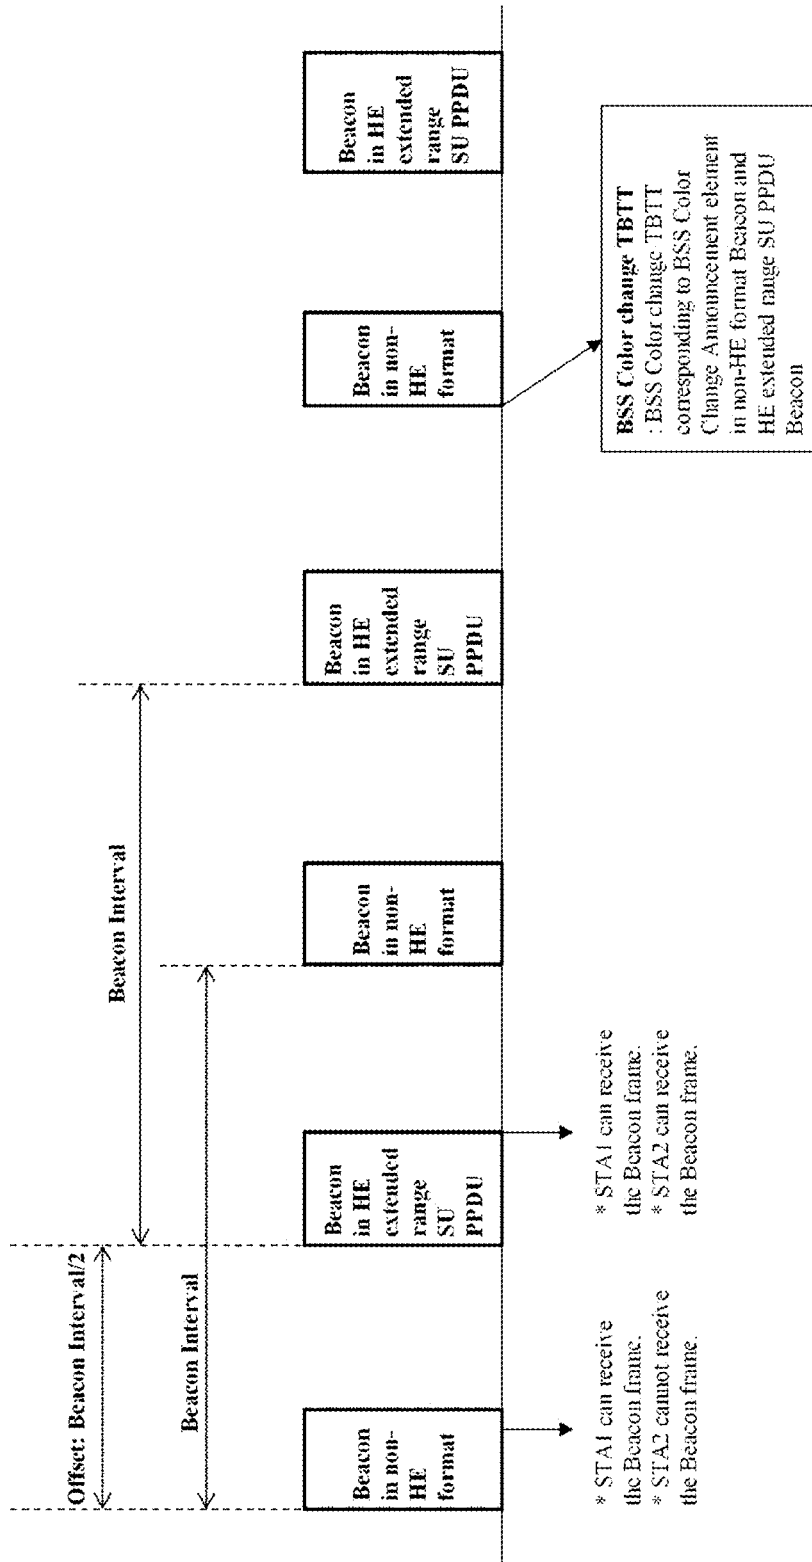 Offset: Beacon Interval/2
Beacon Interval
Beacon Interval
Beacon
in non-
HE
format
Beacon
in HE
extended
range
SU
PPDU
Beacon
in non-
HE
format
Beacon
in HE
extended
range
SU
PPDU
Beacon
in non-
HE
format
Beacon
in HE
extended
range
SU PPDU
* STA1 can receive
the Beacon frame.
* STA2 cannot receive
the Beacon frame.
* STA1 can receive
the Beacon frame.
* STA2 can receive
the Beacon frame.
BSS Color change TBTT
: BSS Color change TBTT
corresponding to BSS Color
Change Announcement element
in non-HE format Beacon and
HE extended range SU PPDU
Beacon